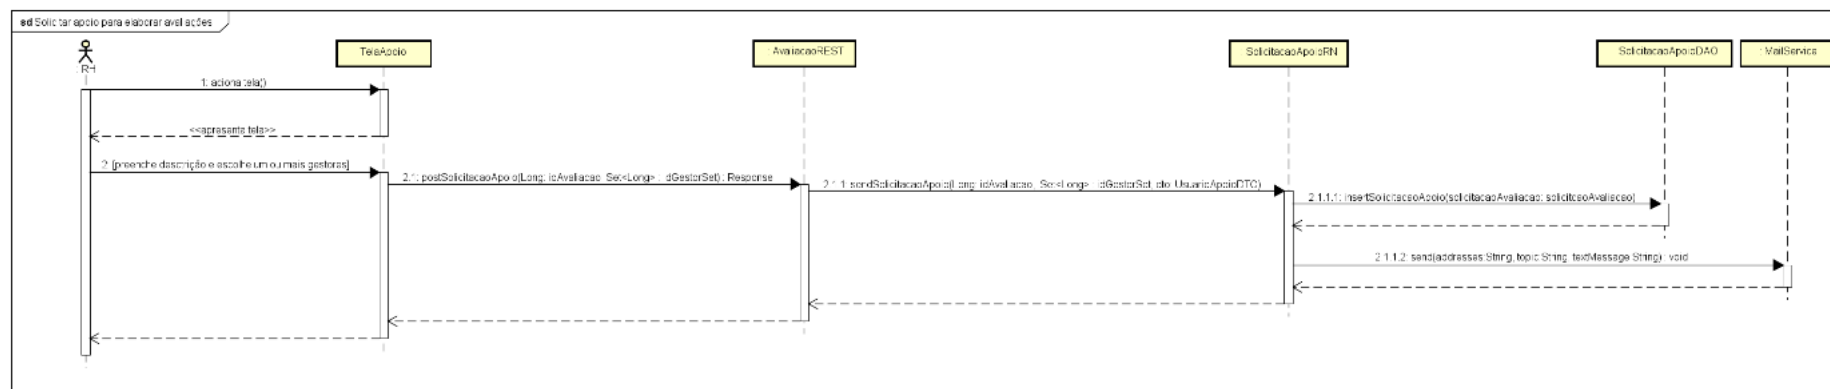 sd Solicitar apoio para elaborar avaliações
: RH
TelaApoio
: AvaliacaoREST
SolicitacaoApoioRN
SolicitacaoApoioDAO
: MailService
1: aciona tela()
<<apresenta tela>>
2: [preenche descrição e escolhe um ou mais gestores]
2.1: postSolicitacaoApoio(Long: idAvaliacao, Set<Long> : idGestorSet) : Response
2.1.1: sendSolicitacaoApoio(Long: idAvaliacao, Set<Long> : idGestorSet, dto: UsuarioApoioDTO)
2.1.1.1: insertSolicitacaoApoio(solicitacaoAvaliacao: solicitcaoAvaliacao)
2.1.1.2: send(addresses:String, topic:String, textMessage:String) : void